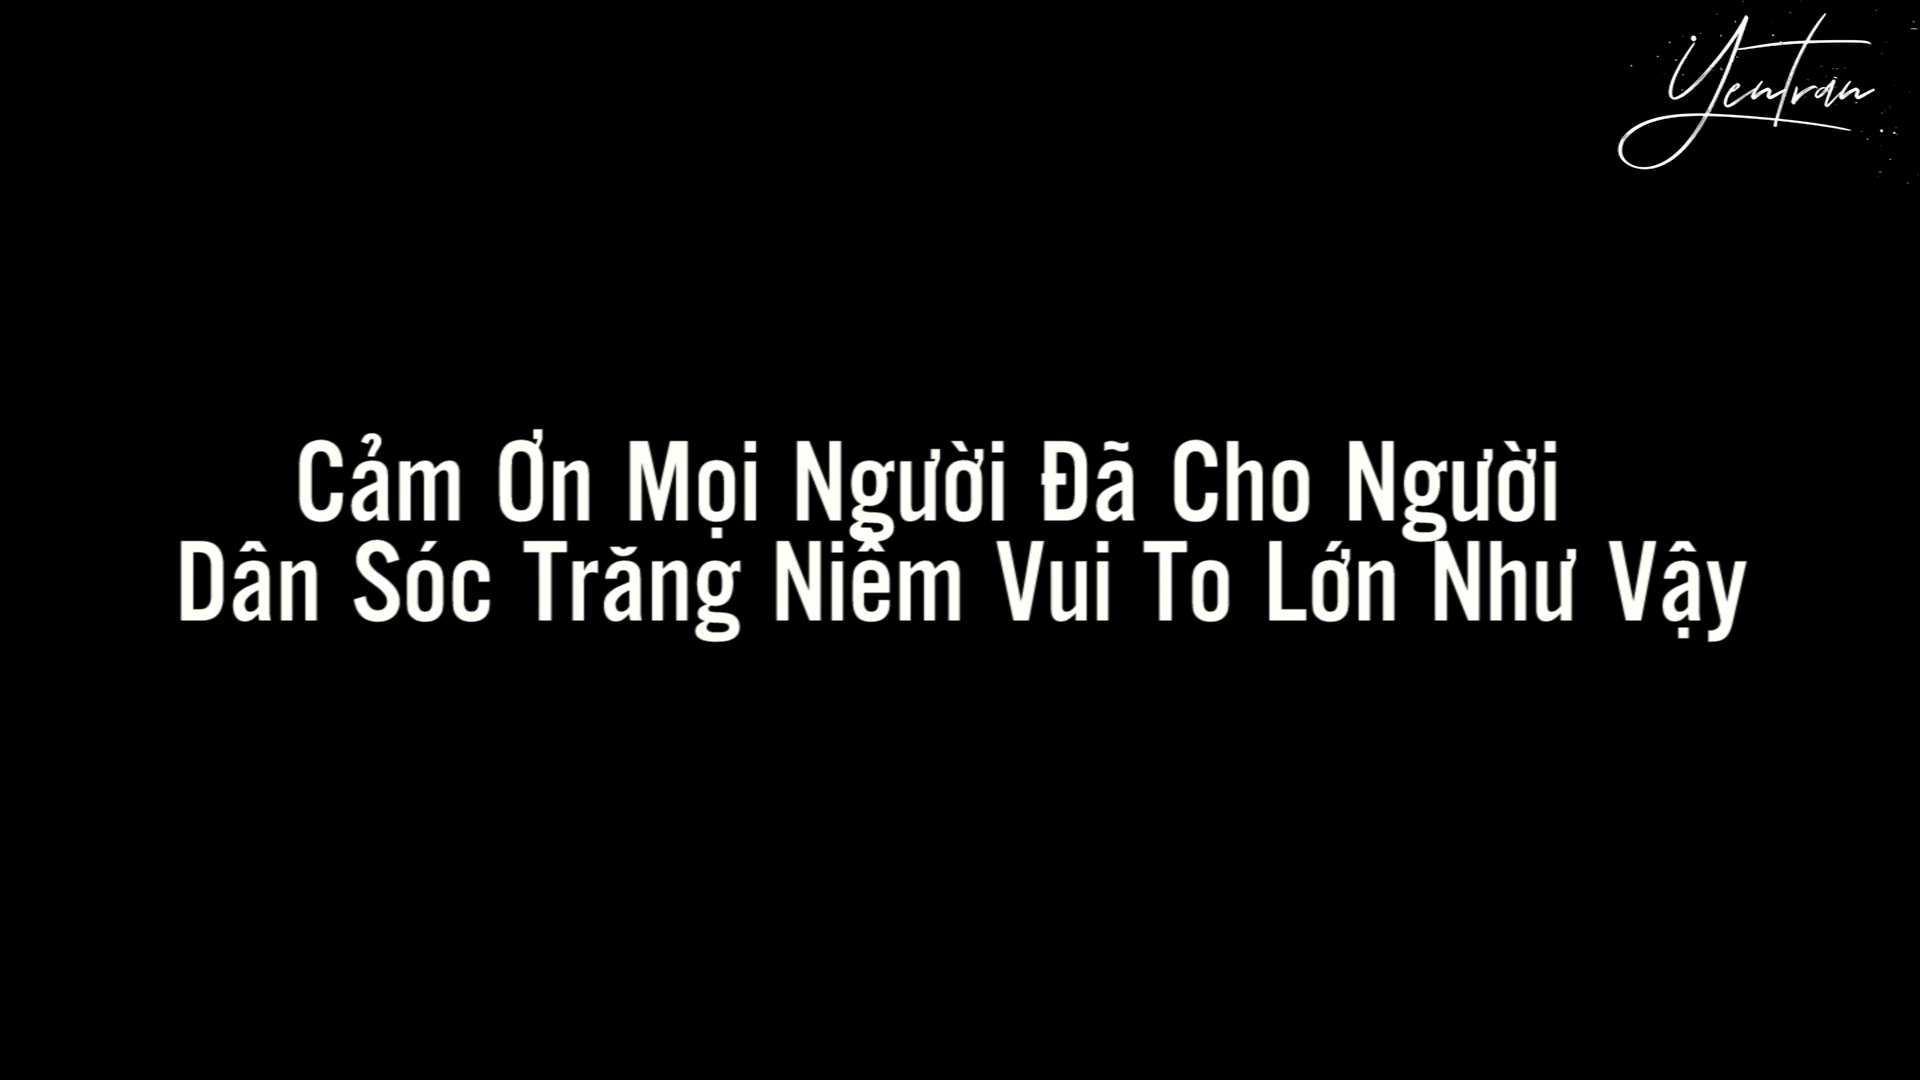 Yentran
Cảm Ơn Mọi Người Đã Cho Người
Dân Sóc Trăng Niềm Vui To Lớn Như Vậy